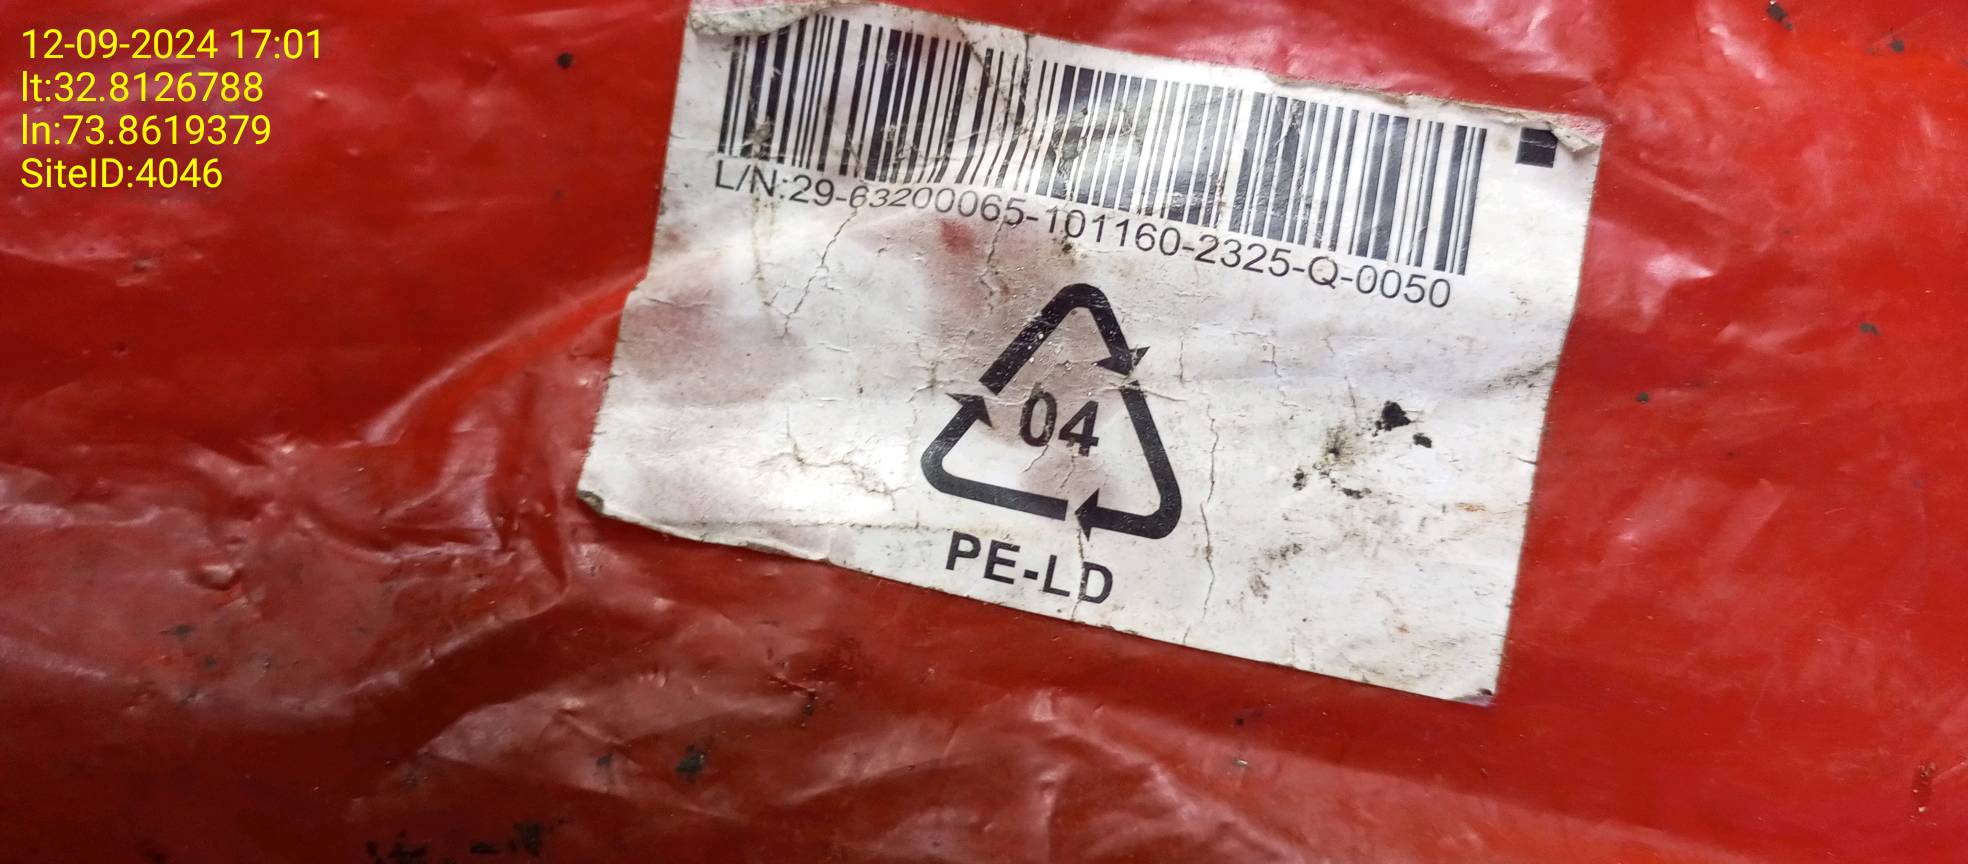 12-09-2024 17:01
lt:32.8126788
ln:73.8619379
SiteID:4046
L/N:29-63200065-101160-2325-Q-0050
04
PE-LD